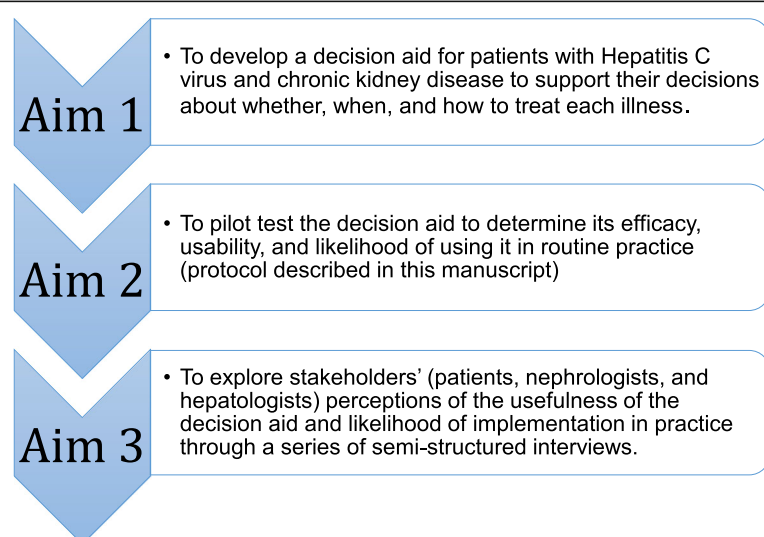 Aim 1
• To develop a decision aid for patients with Hepatitis C
virus and chronic kidney disease to support their decisions
about whether, when, and how to treat each illness.
Aim 2
• To pilot test the decision aid to determine its efficacy,
usability, and likelihood of using it in routine practice
(protocol described in this manuscript)
Aim 3
• To explore stakeholders’ (patients, nephrologists, and
hepatologists) perceptions of the usefulness of the
decision aid and likelihood of implementation in practice
through a series of semi-structured interviews.